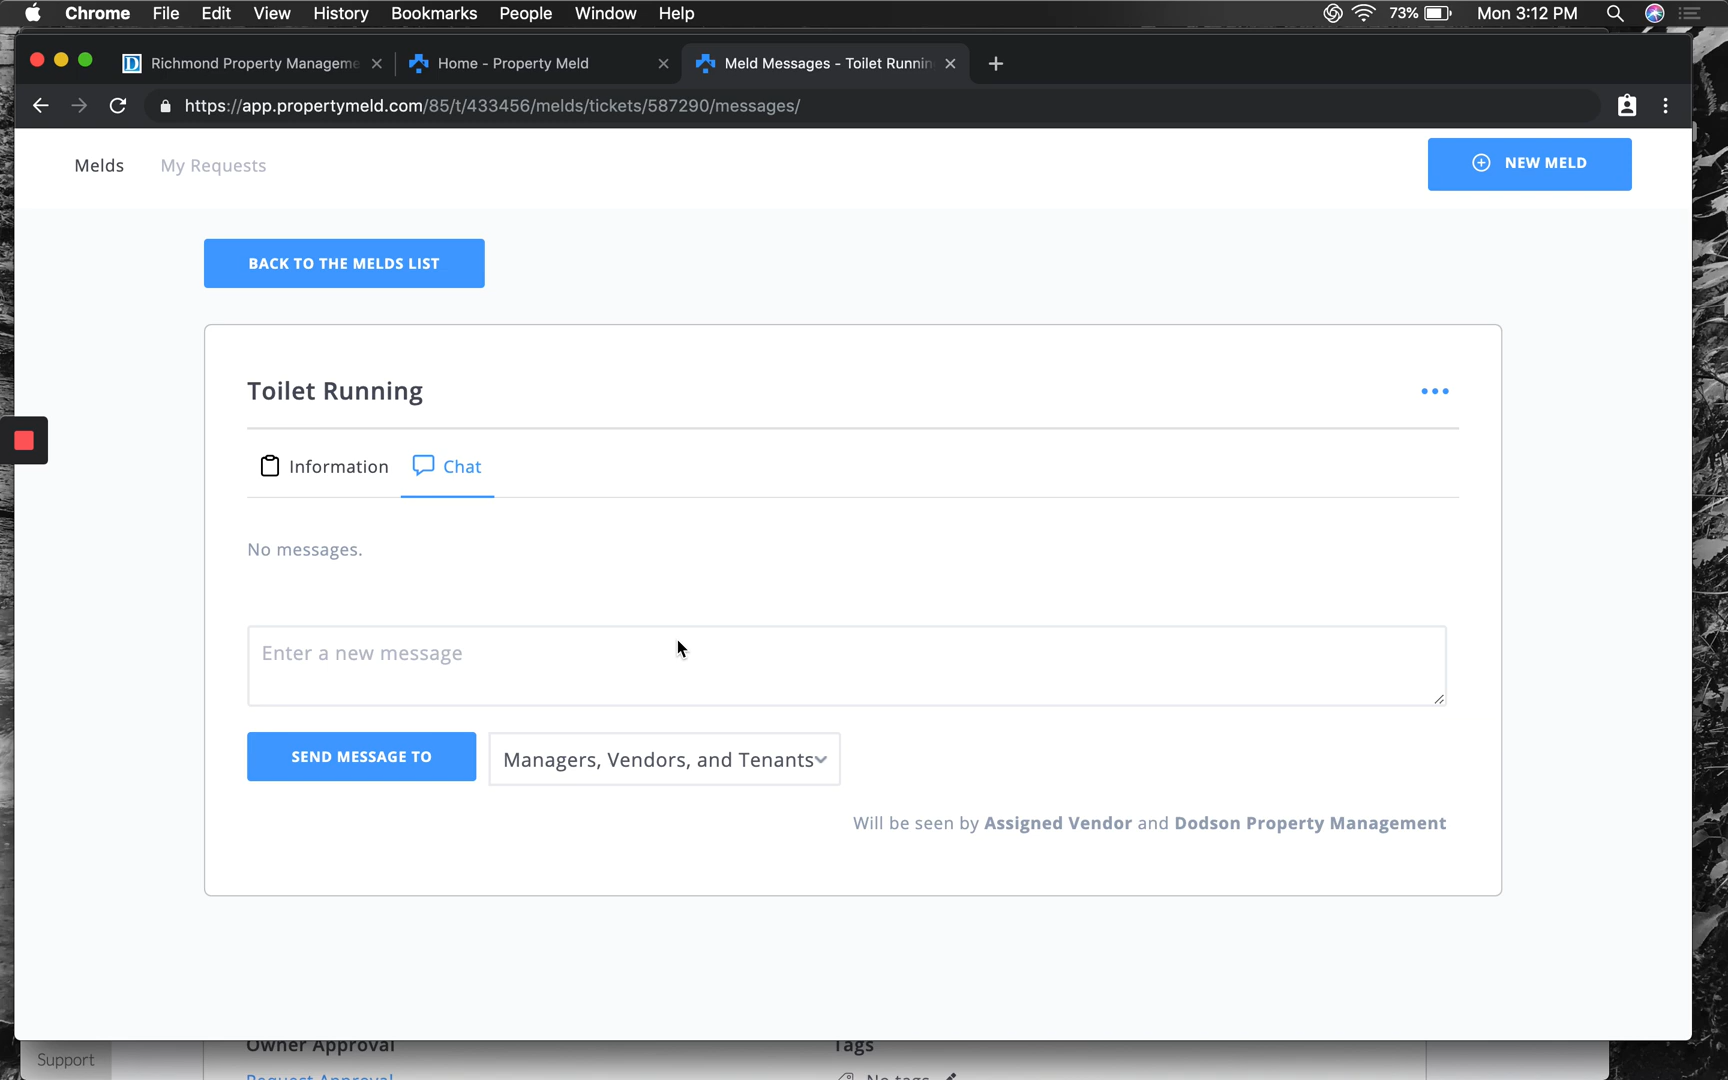 Chrome File Edit View History Bookmarks People Window Help 73% Mon 3:12 PM
Richmond Property Manageme Home - Property Meld Meld Messages - Toilet Runnin
https://app.propertymeld.com/85/t/433456/melds/tickets/587290/messages/
Melds My Requests NEW MELD
BACK TO THE MELDS LIST
Toilet Running
Information Chat
No messages.
Enter a new message
SEND MESSAGE TO Managers, Vendors, and Tenants
Will be seen by Assigned Vendor and Dodson Property Management
Owner Approval Tags
Support
Request Approval No tags